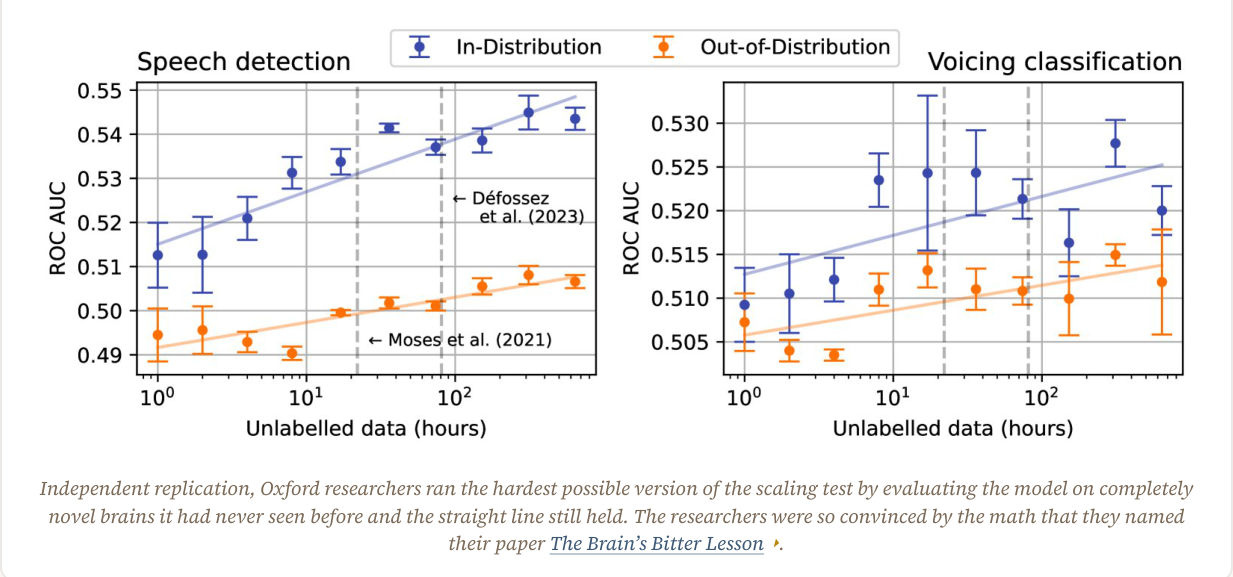 In-Distribution Out-of-Distribution
Speech detection
Voicing classification
ROC AUC
0.55
0.54
0.53
0.52
0.51
0.50
0.49
← Défossez
et al. (2023)
← Moses et al. (2021)
10⁰ 10¹ 10²
Unlabelled data (hours)
ROC AUC
0.530
0.525
0.520
0.515
0.510
0.505
10⁰ 10¹ 10²
Unlabelled data (hours)
Independent replication, Oxford researchers ran the hardest possible version of the scaling test by evaluating the model on completely
novel brains it had never seen before and the straight line still held. The researchers were so convinced by the math that they named
their paper The Brain’s Bitter Lesson .